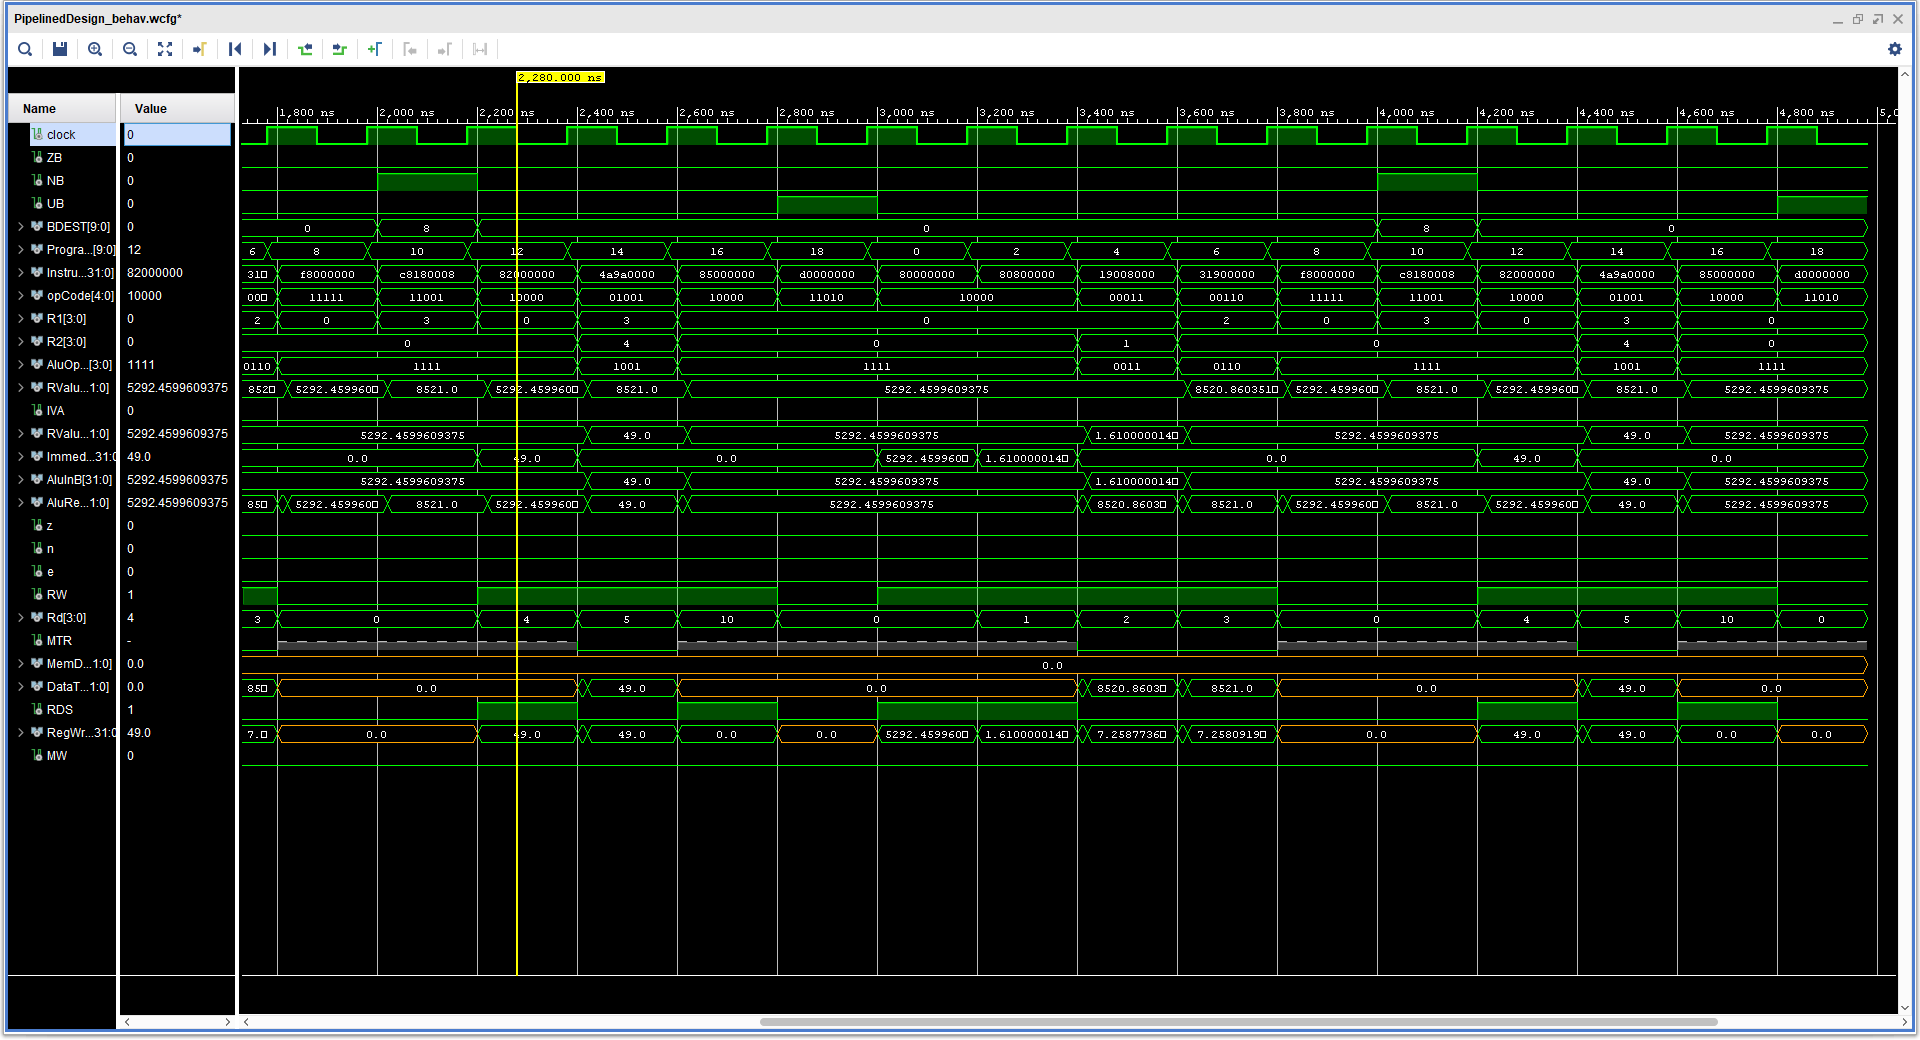 PipelinedDesign_behav.wcfg*
2,280.000 ns
Name Value
1,800 ns 2,000 ns 2,200 ns 2,400 ns 2,600 ns 2,800 ns 3,000 ns 3,200 ns 3,400 ns 3,600 ns 3,800 ns 4,000 ns 4,200 ns 4,400 ns 4,600 ns 4,800 ns 5,0
clock 0
ZB 0
NB 0
UB 0
BDEST[9:0] 0 0 8 0 8 0
Progra...[9:0] 12 6 8 10 12 14 16 18 0 2 4 6 8 10 12 14 16 18
Instru...31:0] 82000000 31 f8000000 c8180008 82000000 4a9a0000 85000000 d0000000 80000000 80800000 19008000 31900000 f8000000 c8180008 82000000 4a9a0000 85000000 d0000000
opCode[4:0] 10000 00 11111 11001 10000 01001 10000 11010 10000 00011 00110 11111 11001 10000 01001 10000 11010
R1[3:0] 0 2 0 3 0 3 0 2 0 3 0 3 0
R2[3:0] 0 0 4 0 1 0 4 0
AluOp...[3:0] 1111 0110 1111 1001 1111 0011 0110 1111 1001 1111
RValu...1:0] 5292.4599609375 852 5292.459960 8521.0 5292.459960 8521.0 5292.4599609375 8520.860351 5292.459960 8521.0 5292.459960 8521.0 5292.4599609375
IVA 0
RValu...1:0] 5292.4599609375 5292.4599609375 49.0 5292.4599609375 1.610000014 5292.4599609375 49.0 5292.4599609375
Immed...31:0 49.0 0.0 49.0 0.0 5292.459960 1.610000014 0.0 49.0 0.0
AluInB[31:0] 5292.4599609375 5292.4599609375 49.0 5292.4599609375 1.610000014 5292.4599609375 49.0 5292.4599609375
AluRe...1:0] 5292.4599609375 85 5292.459960 8521.0 5292.459960 49.0 5292.4599609375 8520.8603 8521.0 5292.459960 8521.0 5292.459960 49.0 5292.4599609375
z 0
n 0
e 0
RW 1
Rd[3:0] 4 3 0 4 5 10 0 1 2 3 0 4 5 10 0
MTR -
MemD...1:0] 0.0 0.0
DataT...1:0] 0.0 85 0.0 49.0 0.0 8520.8603 8521.0 0.0 49.0 0.0
RDS 1
RegWr...31:0 49.0 7. 0.0 49.0 49.0 0.0 0.0 5292.459960 1.610000014 7.2587736 7.2580919 0.0 49.0 49.0 0.0 0.0
MW 0